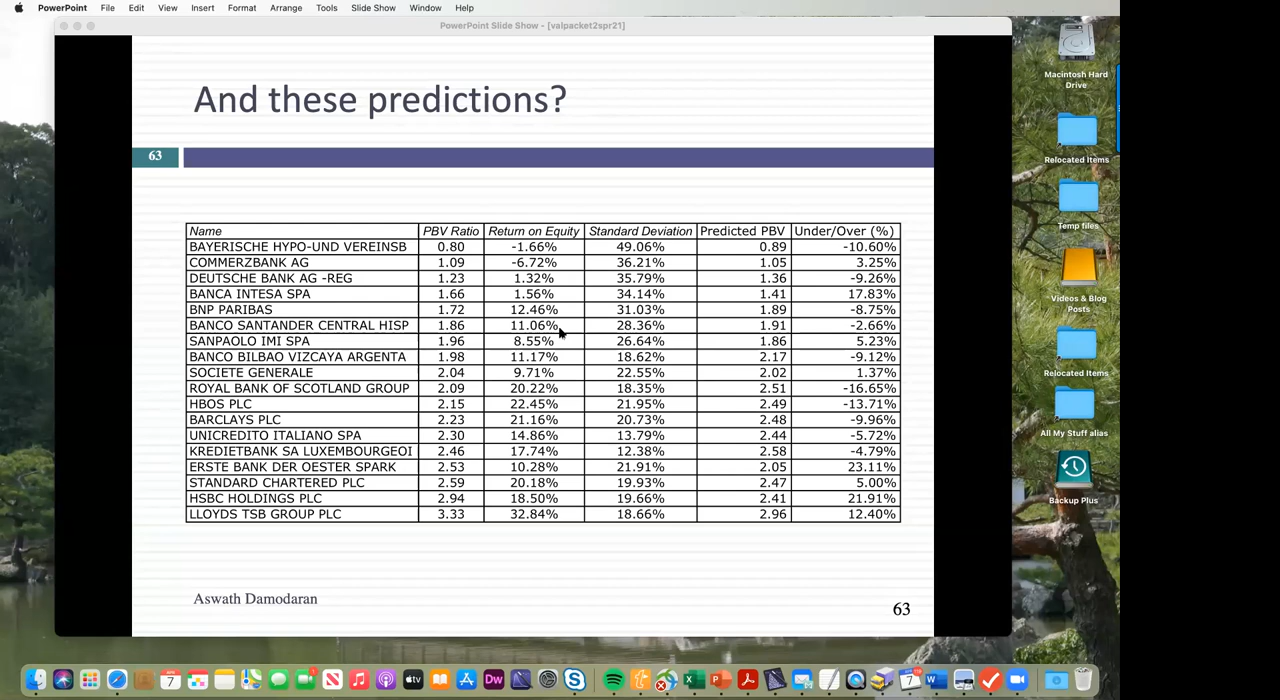 PowerPoint File Edit View Insert Format Arrange Tools Slide Show Window Help
PowerPoint Slide Show - [valpacket2spr21]
And these predictions?
63
Name PBV Ratio Return on Equity Standard Deviation Predicted PBV Under/Over (%)
BAYERISCHE HYPO-UND VEREINSB 0.80 -1.66% 49.06% 0.89 -10.60%
COMMERZBANK AG 1.09 -6.72% 36.21% 1.05 3.25%
DEUTSCHE BANK AG -REG 1.23 1.32% 35.79% 1.36 -9.26%
BANCA INTESA SPA 1.66 1.56% 34.14% 1.41 17.83%
BNP PARIBAS 1.72 12.46% 31.03% 1.89 -8.75%
BANCO SANTANDER CENTRAL HISP 1.86 11.06% 28.36% 1.91 -2.66%
SANPAOLO IMI SPA 1.96 8.55% 26.64% 1.86 5.23%
BANCO BILBAO VIZCAYA ARGENTA 1.98 11.17% 18.62% 2.17 -9.12%
SOCIETE GENERALE 2.04 9.71% 22.55% 2.02 1.37%
ROYAL BANK OF SCOTLAND GROUP 2.09 20.22% 18.35% 2.51 -16.65%
HBOS PLC 2.15 22.45% 21.95% 2.49 -13.71%
BARCLAYS PLC 2.23 21.16% 20.73% 2.48 -9.96%
UNICREDITO ITALIANO SPA 2.30 14.86% 13.79% 2.44 -5.72%
KREDIETBANK SA LUXEMBOURGEOI 2.46 17.74% 12.38% 2.58 -4.79%
ERSTE BANK DER OESTER SPARK 2.53 10.28% 21.91% 2.05 23.11%
STANDARD CHARTERED PLC 2.59 20.18% 19.93% 2.47 5.00%
HSBC HOLDINGS PLC 2.94 18.50% 19.66% 2.41 21.91%
LLOYDS TSB GROUP PLC 3.33 32.84% 18.66% 2.96 12.40%
Aswath Damodaran
63
Macintosh Hard
Drive
Relocated Items
Temp files
Videos & Blog
Posts
Relocated Items
All My Stuff alias
Backup Plus
7
tv
Dw
S
X
P
7
W